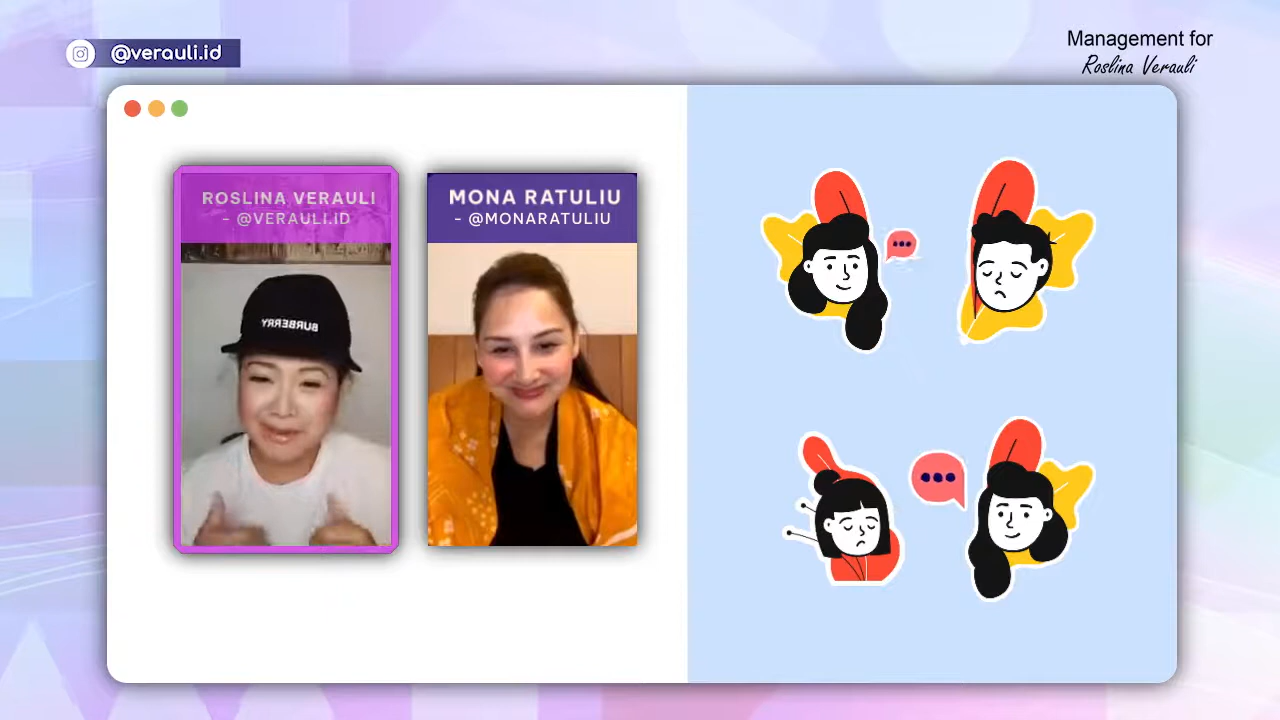 @verauli.id
Management for
Roslina Verauli
ROSLINA VERAULI
- @VERAULI.ID
MONA RATULIU
- @MONARATULIU
BURBERRY